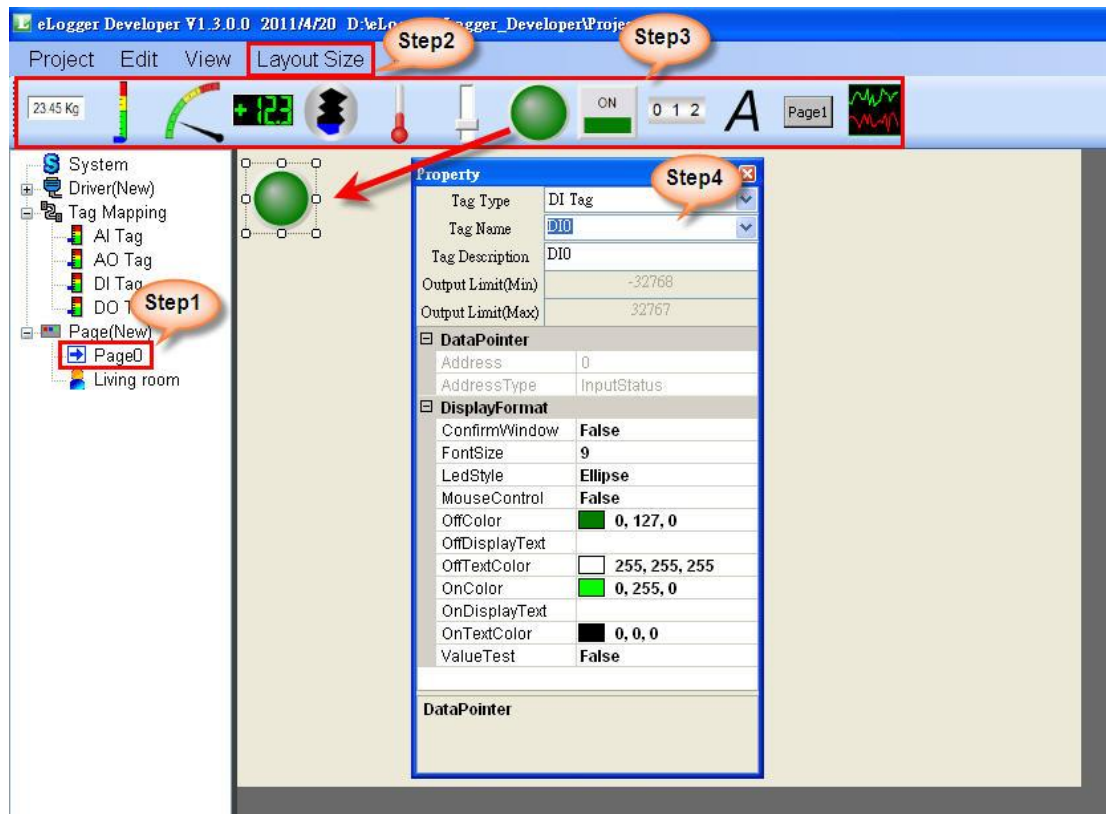 eLogger Developer V1.3.0.0 2011/4/20
Step2
Step3
Project Edit View Layout Size
23.45 Kg
+12.3
ON
0 1 2
A
Page1
System
Driver(New)
Tag Mapping
AI Tag
AO Tag
DI Tag
DO
Step1
Page(New)
Page0
Living room
Property
Step4
Tag Type DI Tag
Tag Name DI0
Tag Description DI0
Output Limit(Min) -32768
Output Limit(Max) 32767
DataPointer
Address 0
AddressType InputStatus
DisplayFormat
ConfirmWindow False
FontSize 9
LedStyle Ellipse
MouseControl False
OffColor 0, 127, 0
OffDisplayText
OffTextColor 255, 255, 255
OnColor 0, 255, 0
OnDisplayText
OnTextColor 0, 0, 0
ValueTest False
DataPointer